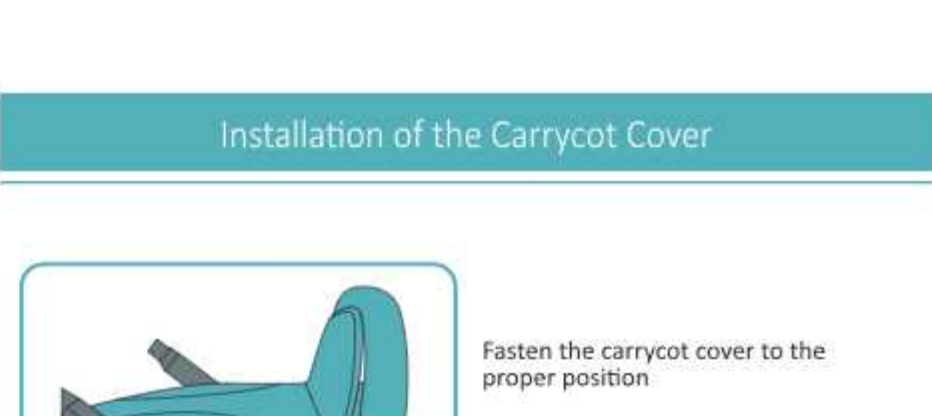 Installation of the Carrycot Cover
Fasten the carrycot cover to the
proper position